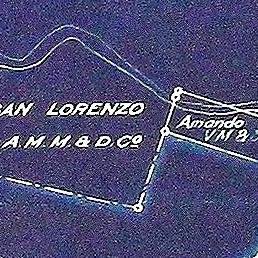 SAN LORENZO
A.M.M. & D. Co
Amando
V M &